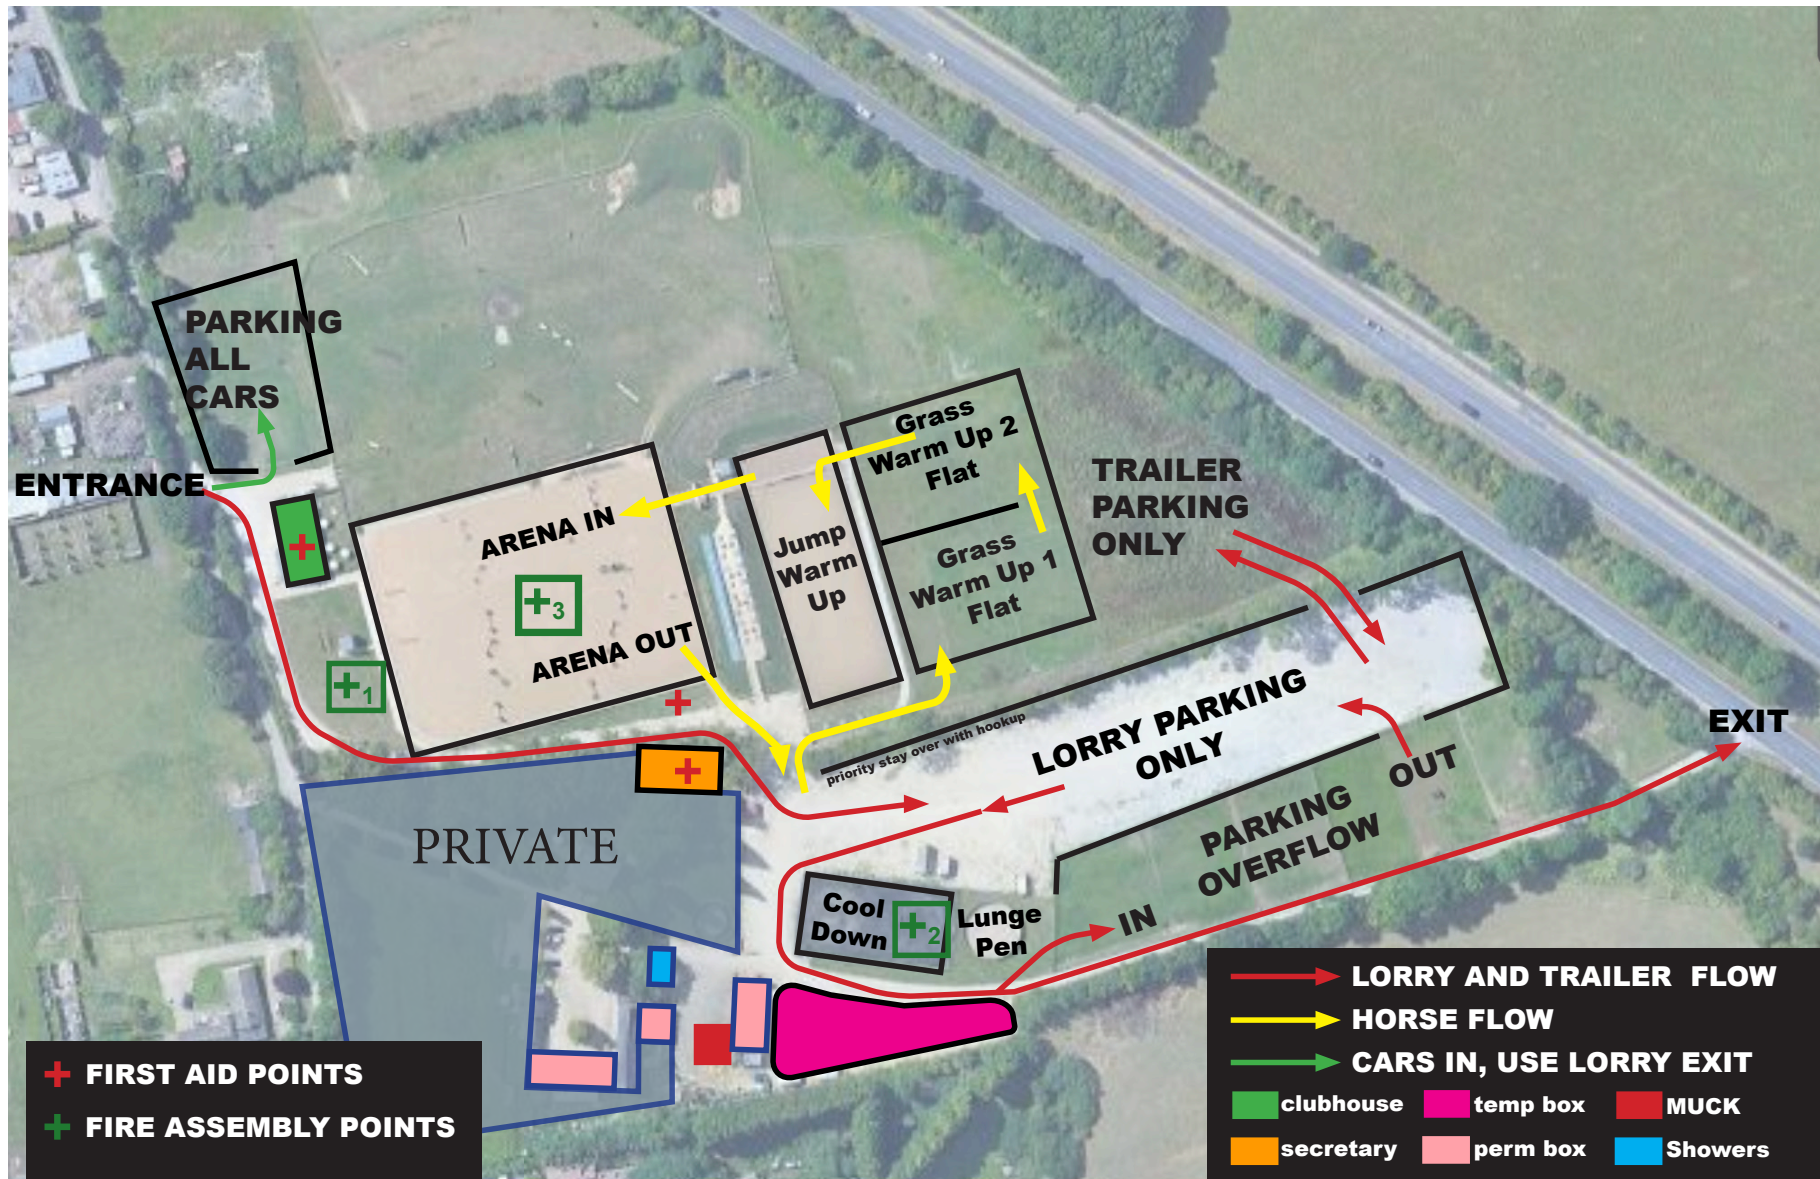 PARKING
ALL
CARS
ENTRANCE
ARENA IN
3
ARENA OUT
1
Jump
Warm
Up
Grass
Warm Up 2
Flat
Grass
Warm Up 1
Flat
TRAILER
PARKING
ONLY
priority stay over with hookup
LORRY PARKING
ONLY
EXIT
OUT
PARKING
OVERFLOW
IN
PRIVATE
Cool
Down
2
Lunge
Pen
FIRST AID POINTS
FIRE ASSEMBLY POINTS
LORRY AND TRAILER FLOW
HORSE FLOW
CARS IN, USE LORRY EXIT
clubhouse
temp box
MUCK
secretary
perm box
Showers